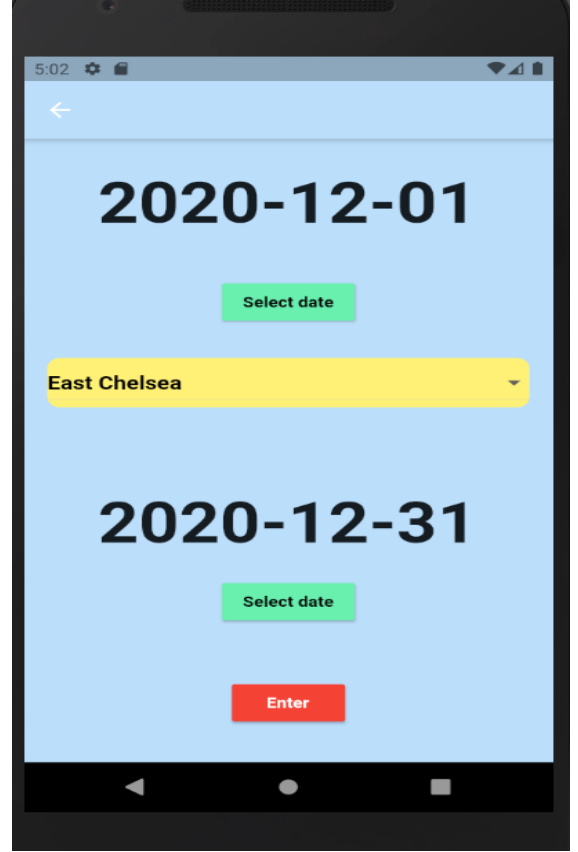 5:02
2020-12-01
Select date
East Chelsea
2020-12-31
Select date
Enter